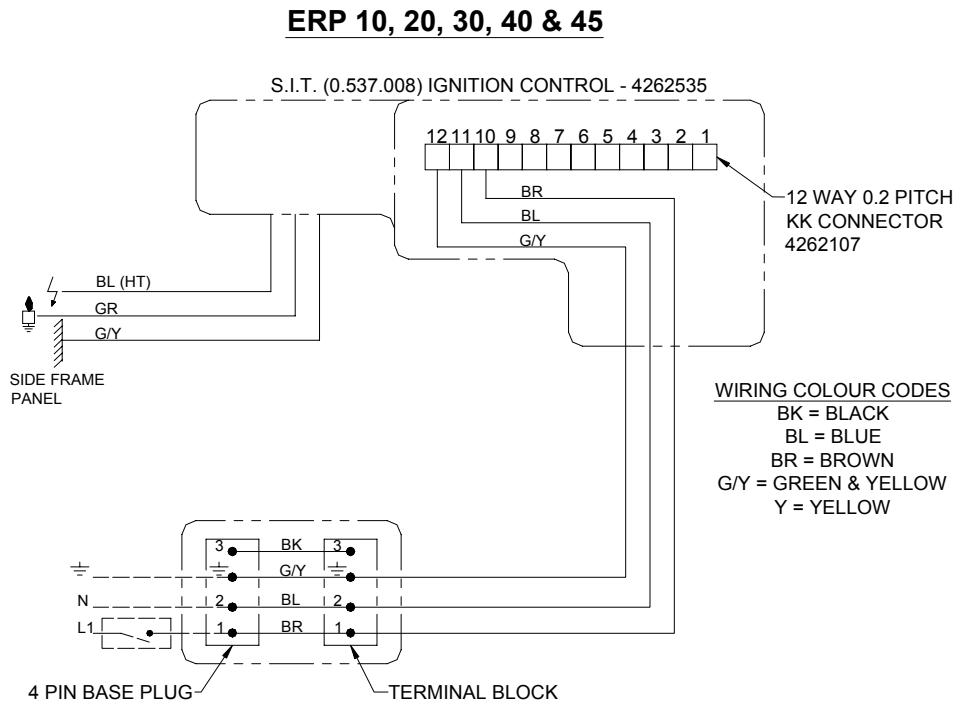 ERP 10, 20, 30, 40 & 45
S.I.T. (0.537.008) IGNITION CONTROL - 4262535
12 11 10 9 8 7 6 5 4 3 2 1
BR
BL
G/Y
12 WAY 0.2 PITCH
KK CONNECTOR
4262107
BL (HT)
GR
G/Y
SIDE FRAME
PANEL
WIRING COLOUR CODES
BK = BLACK
BL = BLUE
BR = BROWN
G/Y = GREEN & YELLOW
Y = YELLOW
3 BK 3
G/Y
N 2 BL 2
L1 1 BR 1
4 PIN BASE PLUG
TERMINAL BLOCK